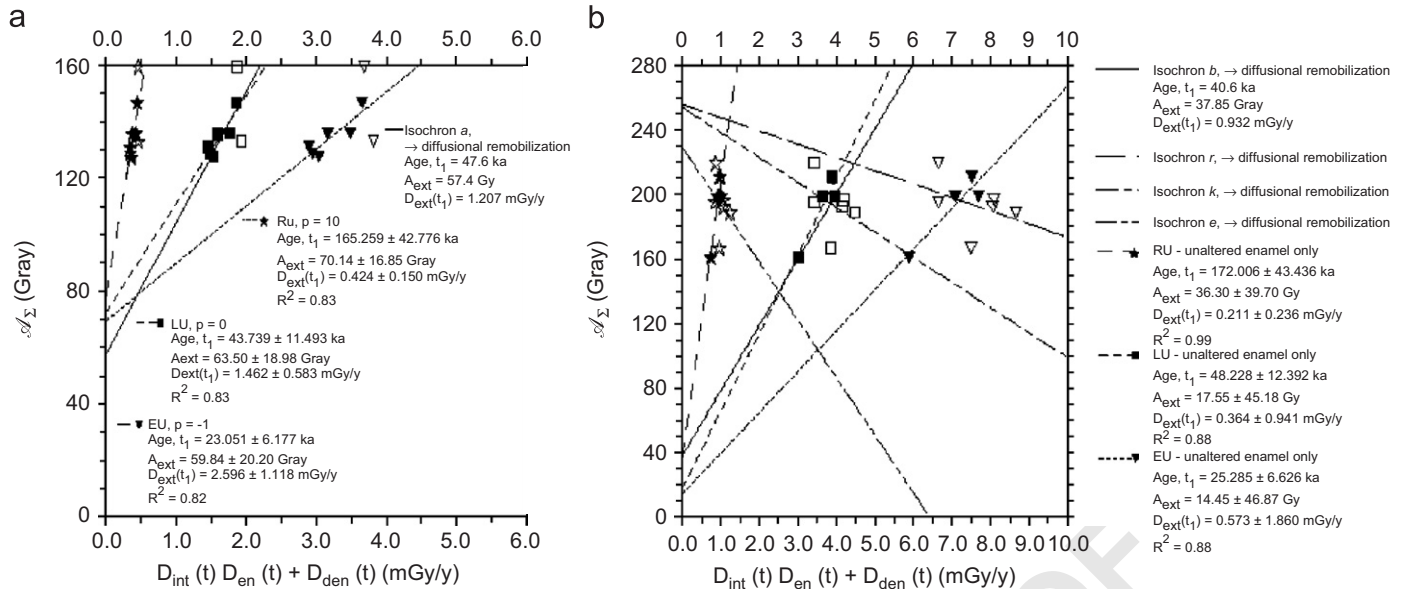 a
0.0 1.0 2.0 3.0 4.0 5.0 6.0
160
120
80
40
0
𝒜Σ (Gray)
Isochron a,
→ diffusional remobilization
Age, t1 = 47.6 ka
Aext = 57.4 Gy
Dext(t1) = 1.207 mGy/y
Ru, p = 10
Age, t1 = 165.259 ± 42.776 ka
Aext = 70.14 ± 16.85 Gray
Dext(t1) = 0.424 ± 0.150 mGy/y
R2 = 0.83
LU, p = 0
Age, t1 = 43.739 ± 11.493 ka
Aext = 63.50 ± 18.98 Gray
Dext(t1) = 1.462 ± 0.583 mGy/y
R2 = 0.83
EU, p = -1
Age, t1 = 23.051 ± 6.177 ka
Aext = 59.84 ± 20.20 Gray
Dext(t1) = 2.596 ± 1.118 mGy/y
R2 = 0.82
0.0 1.0 2.0 3.0 4.0 5.0 6.0
Dint (t) Den (t) + Dden (t) (mGy/y)
b
0 1 2 3 4 5 6 7 8 9 10
280
240
200
160
120
80
40
0
𝒜Σ (Gray)
0.0 1.0 2.0 3.0 4.0 5.0 6.0 7.0 8.0 9.0 10.0
Dint (t) Den (t) + Dden (t) (mGy/y)
Isochron b, → diffusional remobilization
Age, t1 = 40.6 ka
Aext = 37.85 Gray
Dext(t1) = 0.932 mGy/y
Isochron r, → diffusional remobilization
Isochron k, → diffusional remobilization
Isochron e, → diffusional remobilization
RU - unaltered enamel only
Age, t1 = 172.006 ± 43.436 ka
Aext = 36.30 ± 39.70 Gy
Dext(t1) = 0.211 ± 0.236 mGy/y
R2 = 0.99
LU - unaltered enamel only
Age, t1 = 48.228 ± 12.392 ka
Aext = 17.55 ± 45.18 Gy
Dext(t1) = 0.364 ± 0.941 mGy/y
R2 = 0.88
EU - unaltered enamel only
Age, t1 = 25.285 ± 6.626 ka
Aext = 14.45 ± 46.87 Gy
Dext(t1) = 0.573 ± 1.860 mGy/y
R2 = 0.88